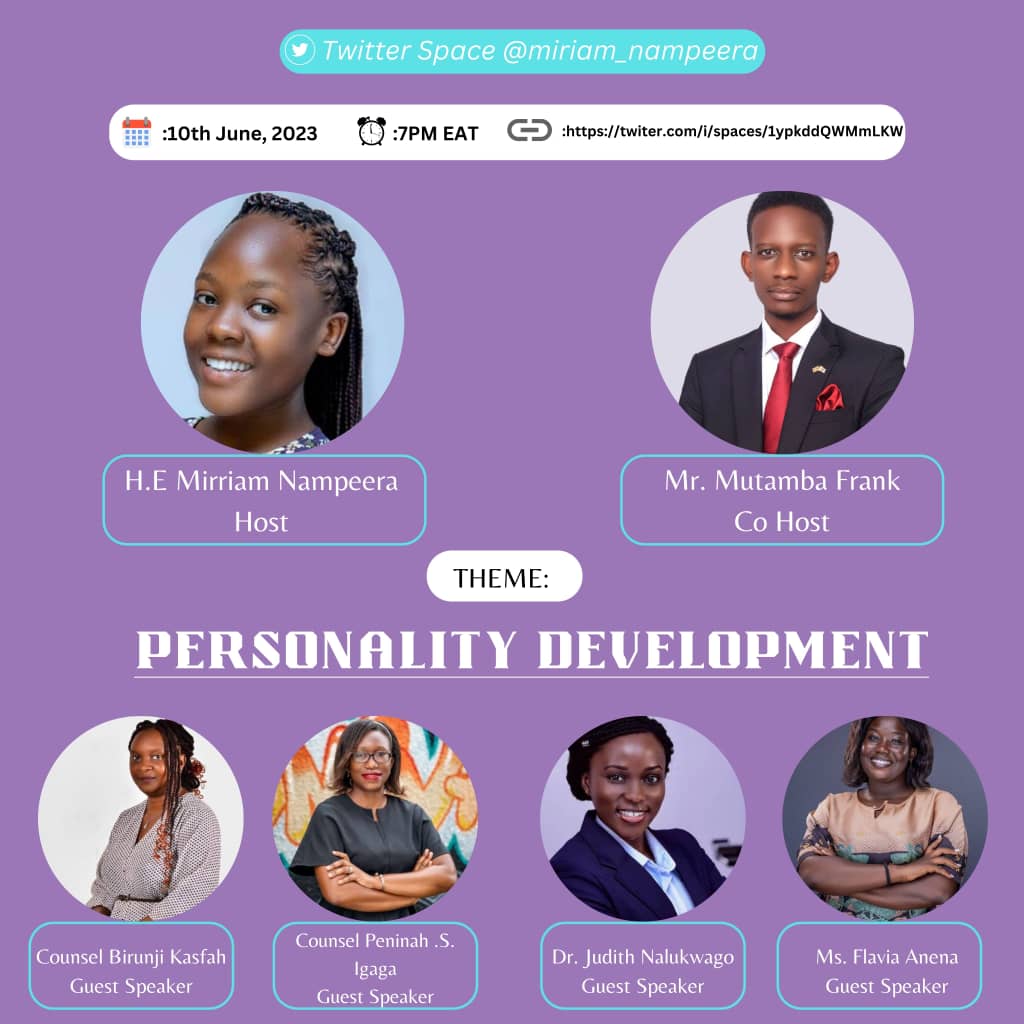 Twitter Space @miriam_nampeera
:10th June, 2023 :7PM EAT :https://twiter.com/i/spaces/1ypkddQWMmLKW
H.E Mirriam Nampeera
Host
Mr. Mutamba Frank
Co Host
THEME:
PERSONALITY DEVELOPMENT
Counsel Birunji Kasfah
Guest Speaker
Counsel Peninah .S.
Igaga
Guest Speaker
Dr. Judith Nalukwago
Guest Speaker
Ms. Flavia Anena
Guest Speaker